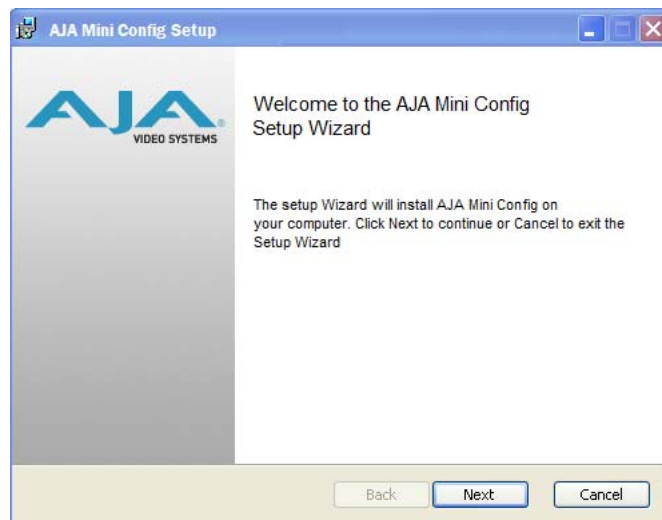 AJA Mini Config Setup
AJA®
VIDEO SYSTEMS
Welcome to the AJA Mini Config
Setup Wizard
The setup Wizard will install AJA Mini Config on
your computer. Click Next to continue or Cancel to exit the
Setup Wizard
Back
Next
Cancel